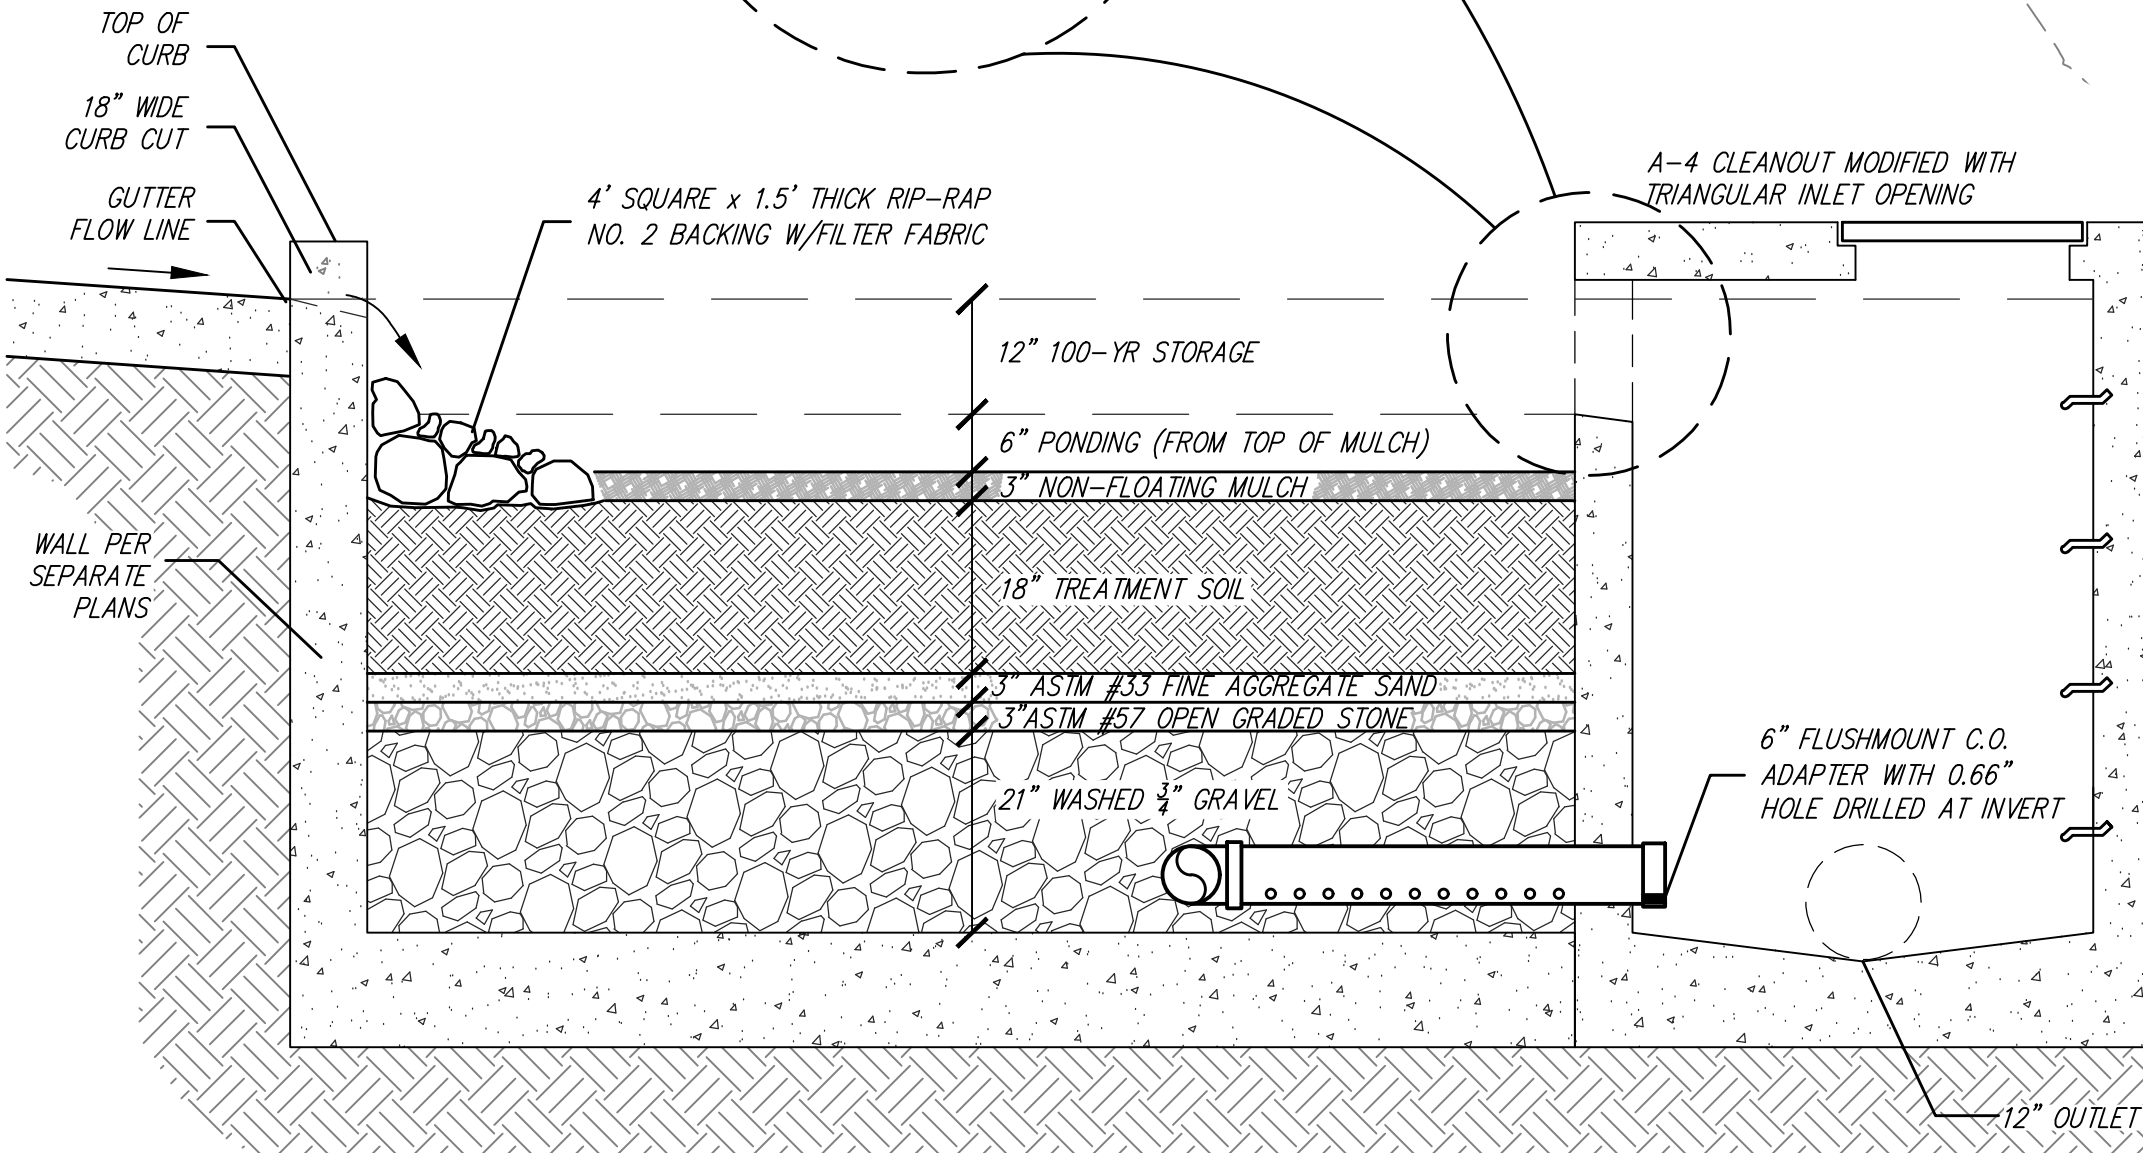 TOP OF
CURB
18" WIDE
CURB CUT
GUTTER
FLOW LINE
4' SQUARE x 1.5' THICK RIP-RAP
NO. 2 BACKING W/FILTER FABRIC
A-4 CLEANOUT MODIFIED WITH
TRIANGULAR INLET OPENING
12" 100-YR STORAGE
6" PONDING (FROM TOP OF MULCH)
3" NON-FLOATING MULCH
WALL PER
SEPARATE
PLANS
18" TREATMENT SOIL
3" ASTM #33 FINE AGGREGATE SAND
3"ASTM #57 OPEN GRADED STONE
21" WASHED 3/4" GRAVEL
6" FLUSHMOUNT C.O.
ADAPTER WITH 0.66"
HOLE DRILLED AT INVERT
12" OUTLET